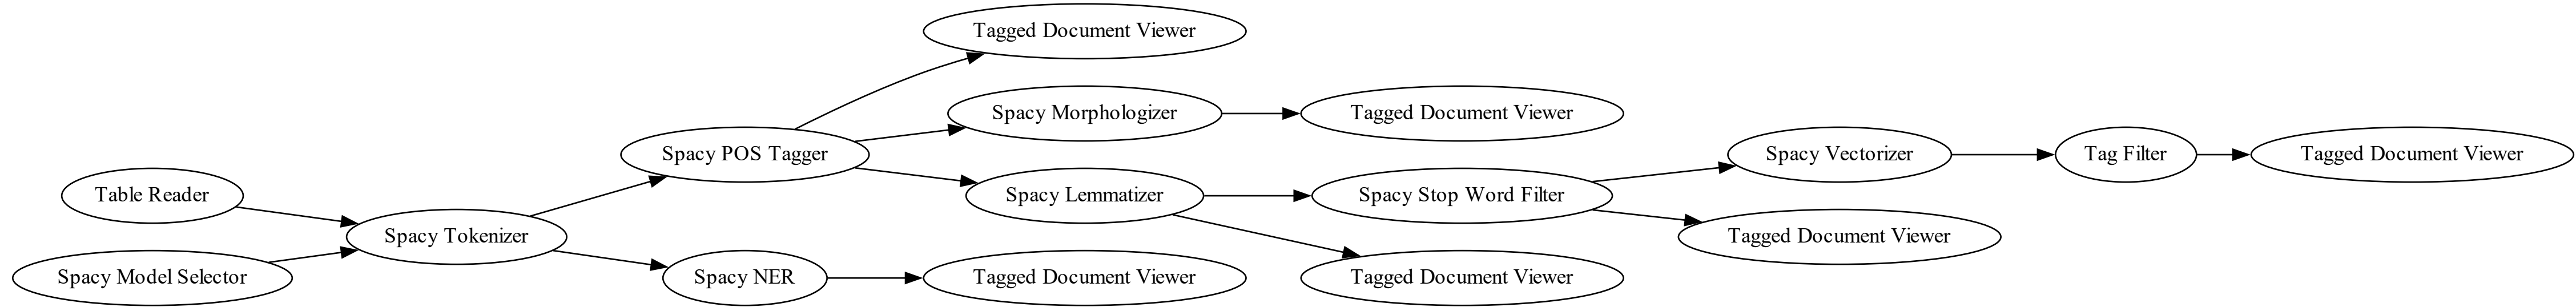 Tagged Document Viewer
Spacy Morphologizer
Tagged Document Viewer
Spacy POS Tagger
Spacy Vectorizer
Tag Filter
Tagged Document Viewer
Table Reader
Spacy Lemmatizer
Spacy Stop Word Filter
Spacy Tokenizer
Tagged Document Viewer
Spacy Model Selector
Spacy NER
Tagged Document Viewer
Tagged Document Viewer